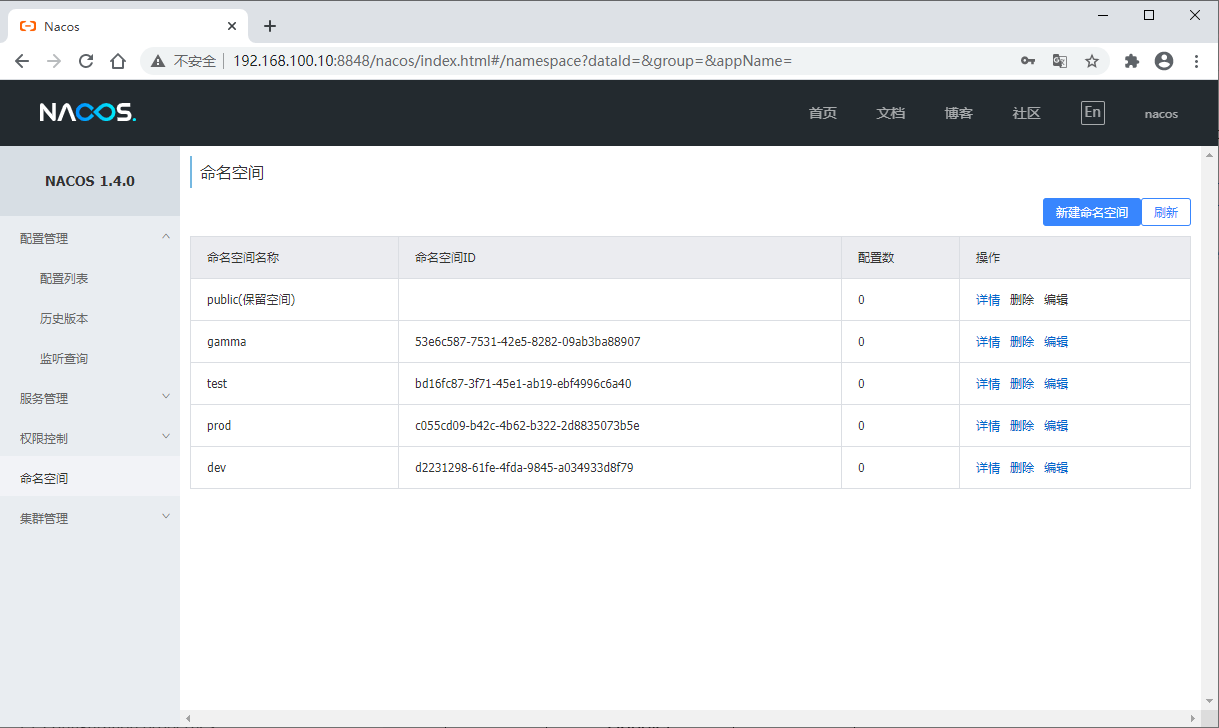 Nacos
不安全 192.168.100.10:8848/nacos/index.html#/namespace?dataId=&group=&appName=
NACOS.
首页 文档 博客 社区 En nacos
NACOS 1.4.0
配置管理
配置列表
历史版本
监听查询
服务管理
权限控制
命名空间
集群管理
命名空间
新建命名空间 刷新
命名空间名称 命名空间ID 配置数 操作
public(保留空间) 0 详情 删除 编辑
gamma 53e6c587-7531-42e5-8282-09ab3ba88907 0 详情 删除 编辑
test bd16fc87-3f71-45e1-ab19-ebf4996c6a40 0 详情 删除 编辑
prod c055cd09-b42c-4b62-b322-2d8835073b5e 0 详情 删除 编辑
dev d2231298-61fe-4fda-9845-a034933d8f79 0 详情 删除 编辑